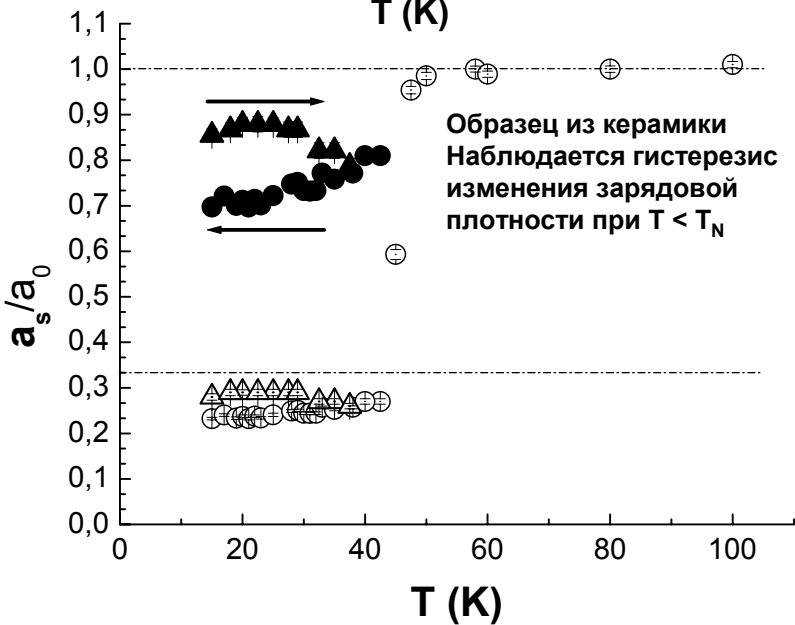 T (K)
1,1
1,0
0,9
0,8
0,7
0,6
0,5
0,4
0,3
0,2
0,1
0,0
a_s/a_0
Образец из керамики
Наблюдается гистерезис
изменения зарядовой
плотности при T < T_N
0 20 40 60 80 100
T (K)